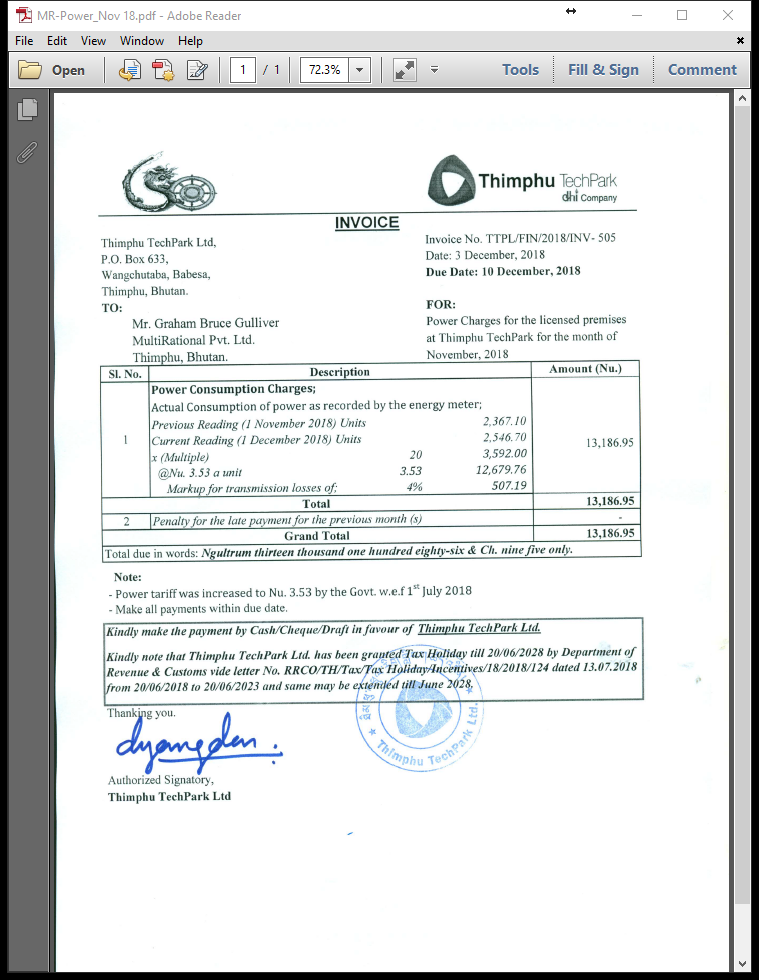 MR-Power_Nov 18.pdf - Adobe Reader
File Edit View Window Help
Open 1 / 1 72.3% Tools Fill & Sign Comment
Thimphu TechPark
dhi Company
INVOICE
Thimphu TechPark Ltd,
P.O. Box 633,
Wangchutaba, Babesa,
Thimphu, Bhutan.
Invoice No. TTPL/FIN/2018/INV- 505
Date: 3 December, 2018
Due Date: 10 December, 2018
TO:
Mr. Graham Bruce Gulliver
MultiRational Pvt. Ltd.
Thimphu, Bhutan.
FOR:
Power Charges for the licensed premises
at Thimphu TechPark for the month of
November, 2018
Sl. No. Description Amount (Nu.)
Power Consumption Charges;
Actual Consumption of power as recorded by the energy meter;
Previous Reading (1 November 2018) Units 2,367.10
Current Reading (1 December 2018) Units 2,546.70
1 13,186.95
x (Multiple) 20 3,592.00
@Nu. 3.53 a unit 3.53 12,679.76
Markup for transmission losses of; 4% 507.19
Total 13,186.95
2 Penalty for the late payment for the previous month (s) -
Grand Total 13,186.95
Total due in words: Ngultrum thirteen thousand one hundred eighty-six & Ch. nine five only.
Note:
- Power tariff was increased to Nu. 3.53 by the Govt. w.e.f 1st July 2018
- Make all payments within due date.
Kindly make the payment by Cash/Cheque/Draft in favour of Thimphu TechPark Ltd.
Kindly note that Thimphu TechPark Ltd. has been granted Tax Holiday till 20/06/2028 by Department of
Revenue & Customs vide letter No. RRCO/TH/Tax/Tax Holiday/Incentives/18/2018/124 dated 13.07.2018
from 20/06/2018 to 20/06/2023 and same may be extended till June 2028.
Thanking you.
Thimphu TechPark Ltd.
Authorized Signatory,
Thimphu TechPark Ltd